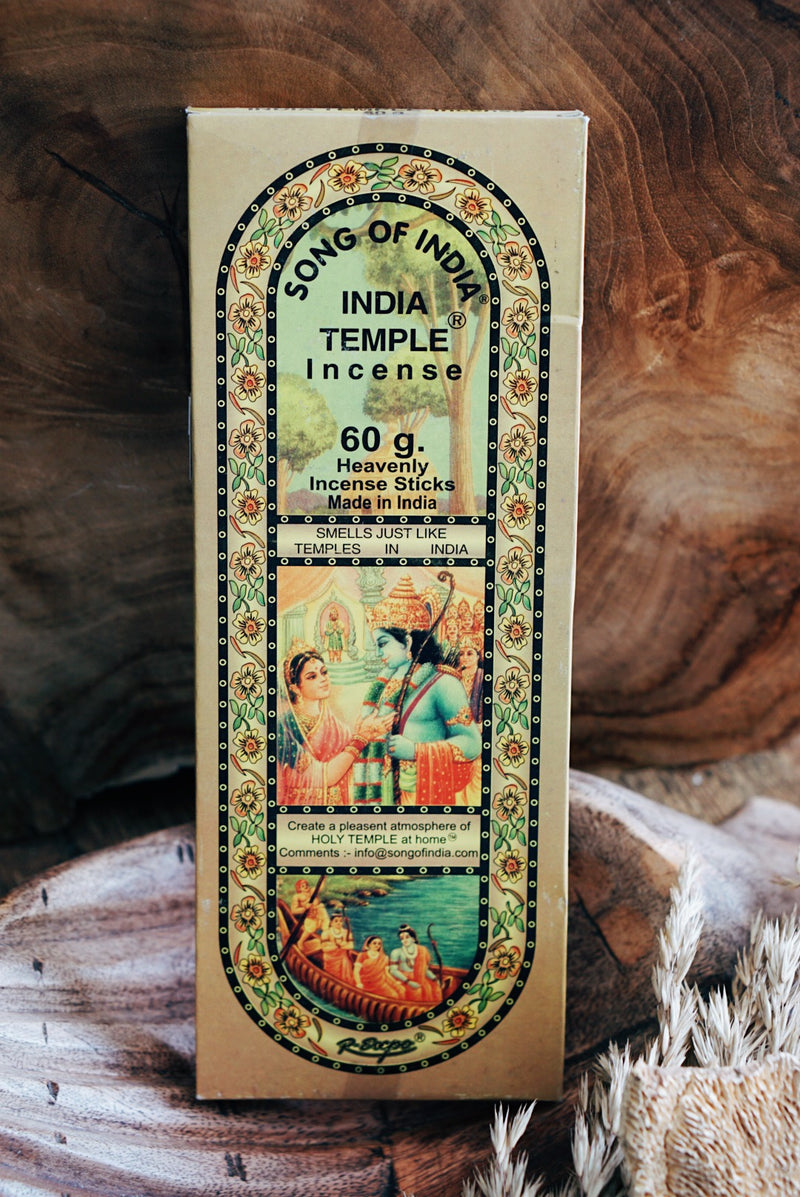 SONG OF INDIA®
INDIA
TEMPLE®
Incense
60 g.
Heavenly
Incense Sticks
Made in India
SMELLS JUST LIKE
TEMPLES IN INDIA
Create a pleasent atmosphere of
HOLY TEMPLE at home™
Comments :- info@songofindia.com
R-Expo®